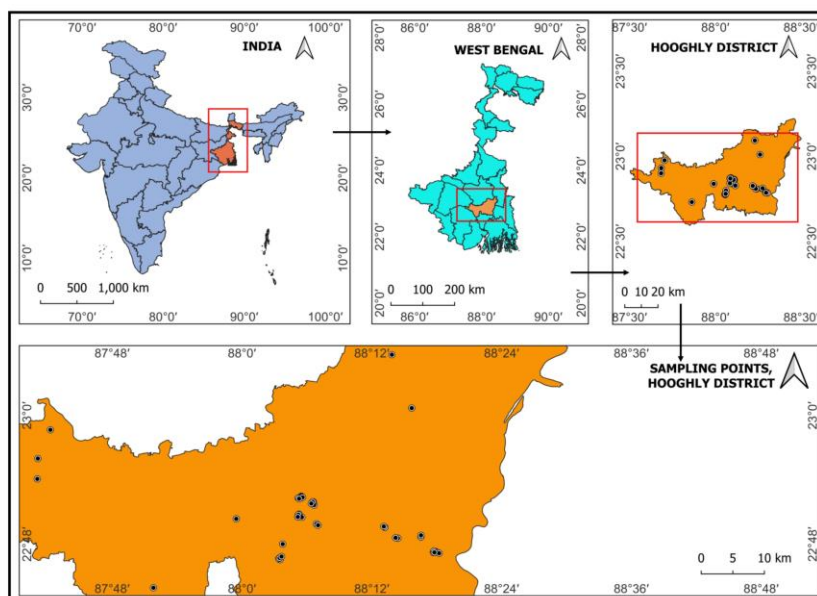 70°0' 80°0' 90°0' 100°0'
INDIA
30°0' 30°0'
20°0' 20°0'
10°0' 10°0'
0 500 1,000 km
70°0' 80°0' 90°0' 100°0'
86°0' 88°0' 90°0'
WEST BENGAL
28°0' 28°0'
26°0' 26°0'
24°0' 24°0'
22°0' 22°0'
20°0' 20°0'
0 100 200 km
86°0' 88°0' 90°0'
87°30' 88°0' 88°30'
HOOGHLY DISTRICT
23°30' 23°30'
23°0' 23°0'
22°30' 22°30'
0 10 20 km
87°30' 88°0' 88°30'
87°48' 88°0' 88°12' 88°24' 88°36' 88°48'
SAMPLING POINTS,
HOOGHLY DISTRICT
23°0' 23°0'
22°48' 22°48'
0 5 10 km
87°48' 88°0' 88°12' 88°24' 88°36' 88°48'